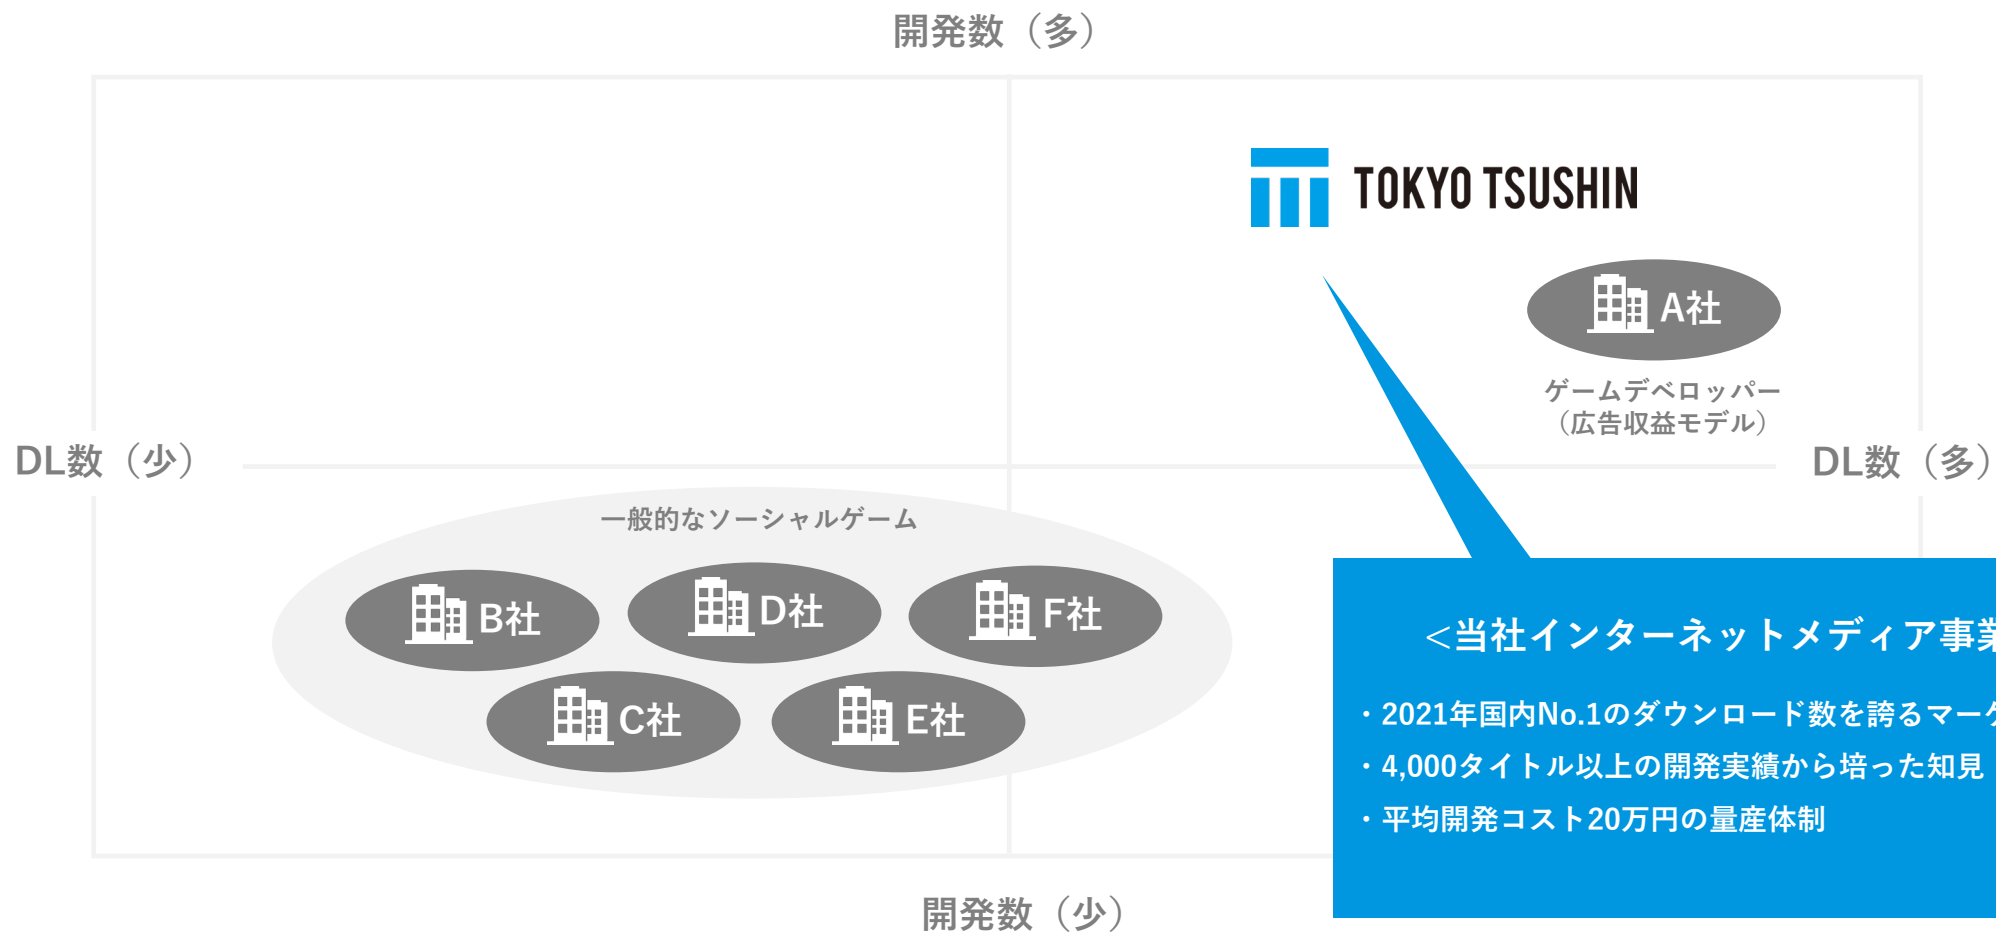 開発数（多）
TOKYO TSUSHIN
A社
ゲームデベロッパー
（広告収益モデル）
DL数（少）
DL数（多）
一般的なソーシャルゲーム
B社
D社
F社
C社
E社
<当社インターネットメディア事業
・2021年国内No.1のダウンロード数を誇るマーケ
・4,000タイトル以上の開発実績から培った知見
・平均開発コスト20万円の量産体制
開発数（少）